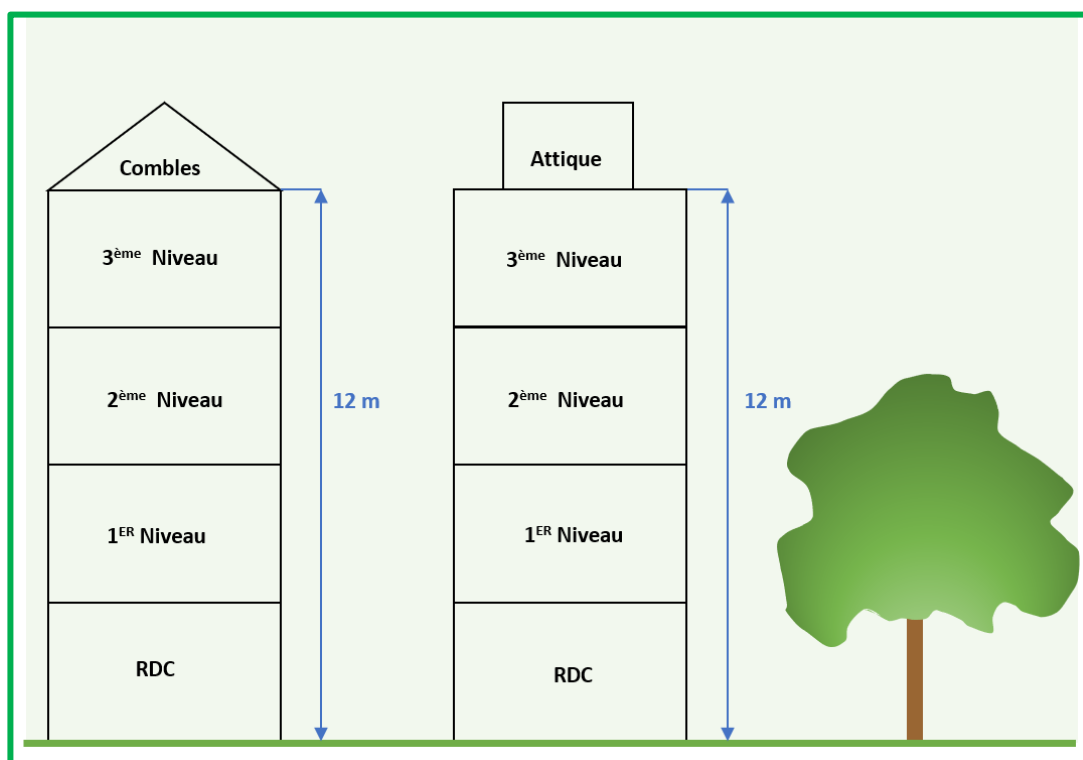 Combles
3ème Niveau
2ème Niveau
12 m
1ER Niveau
RDC
Attique
3ème Niveau
2ème Niveau
12 m
1ER Niveau
RDC